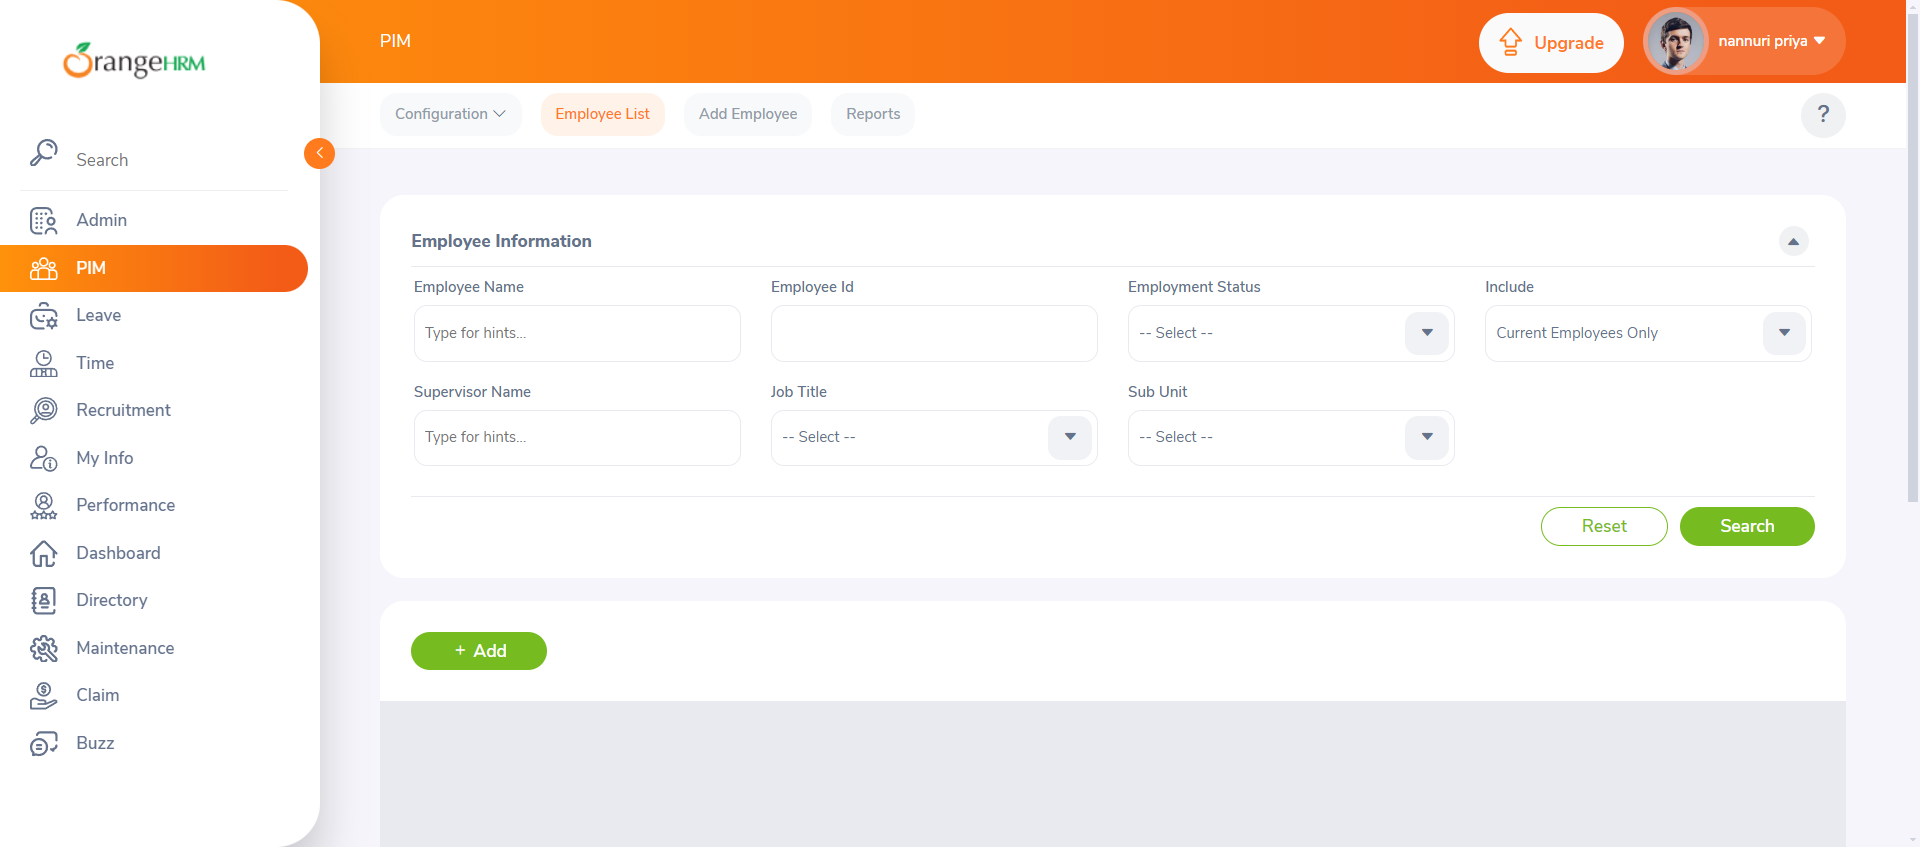 OrangeHRM
Search
Admin
PIM
Leave
Time
Recruitment
My Info
Performance
Dashboard
Directory
Maintenance
Claim
Buzz
PIM
Upgrade
nannuri priya
Configuration
Employee List
Add Employee
Reports
?
Employee Information
Employee Name
Employee Id
Employment Status
Include
Type for hints...
-- Select --
Current Employees Only
Supervisor Name
Job Title
Sub Unit
Type for hints...
-- Select --
-- Select --
Reset
Search
+ Add